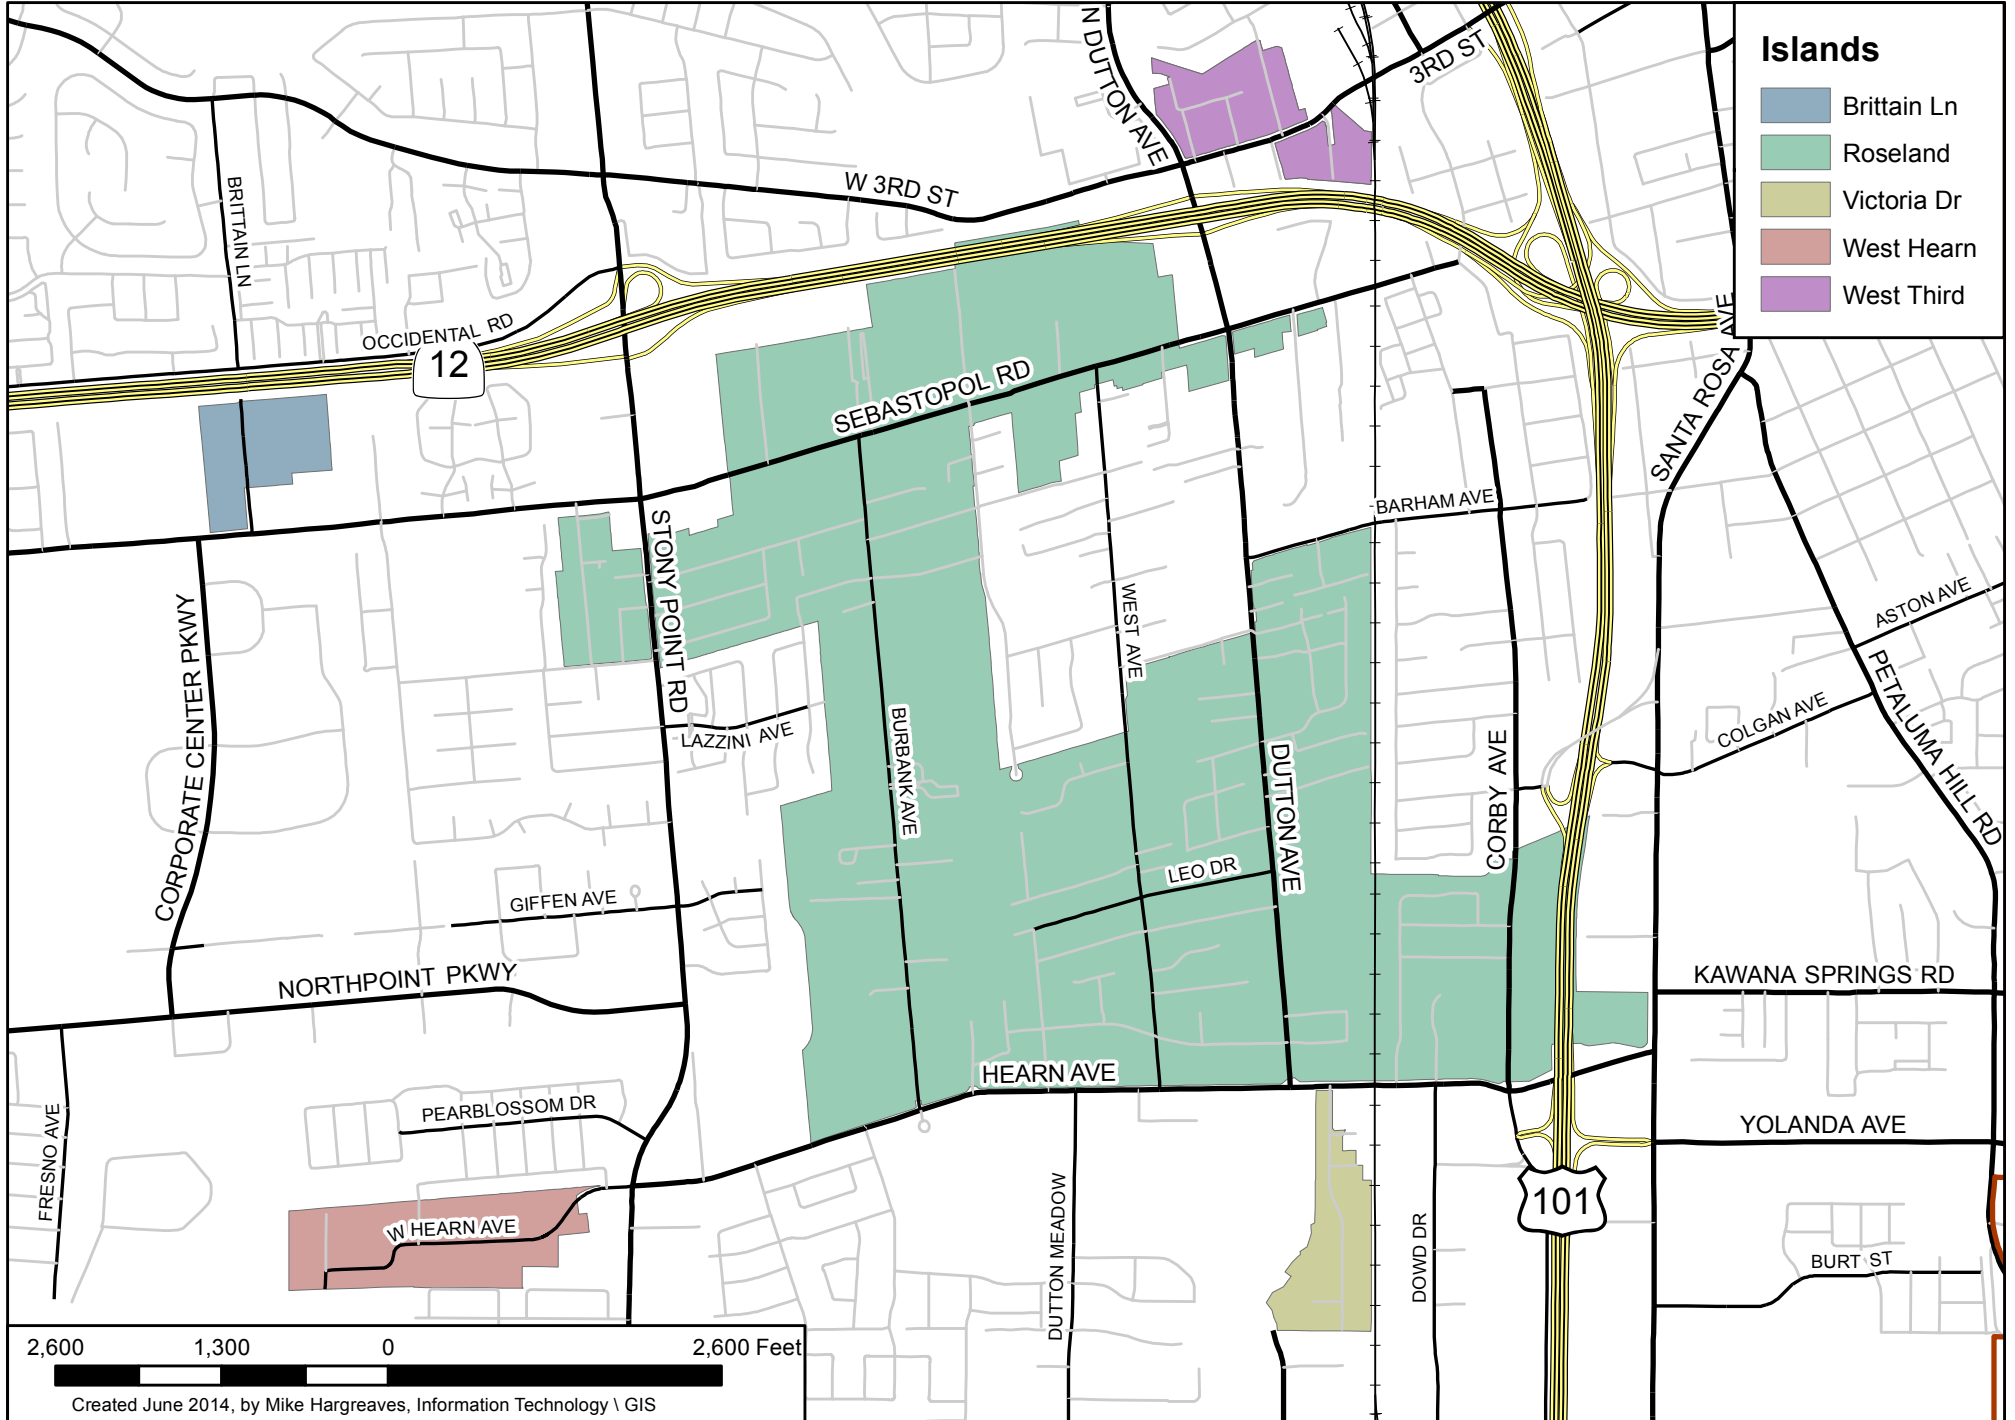 Islands
Brittain Ln
Roseland
Victoria Dr
West Hearn
West Third
N DUTTON AVE
3RD ST
W 3RD ST
BRITTAIN LN
OCCIDENTAL RD
12
SEBASTOPOL RD
SANTA ROSA AVE
STONY POINT RD
BARHAM AVE
WEST AVE
ASTON AVE
CORPORATE CENTER PKWY
PETALUMA HILL RD
COLGAN AVE
LAZZINI AVE
BURBANK AVE
DUTTON AVE
CORBY AVE
LEO DR
GIFFEN AVE
NORTHPOINT PKWY
KAWANA SPRINGS RD
HEARN AVE
PEARBLOSSOM DR
YOLANDA AVE
FRESNO AVE
W HEARN AVE
DUTTON MEADOW
DOWD DR
101
BURT ST
2,600 1,300 0 2,600 Feet
Created June 2014, by Mike Hargreaves, Information Technology \ GIS